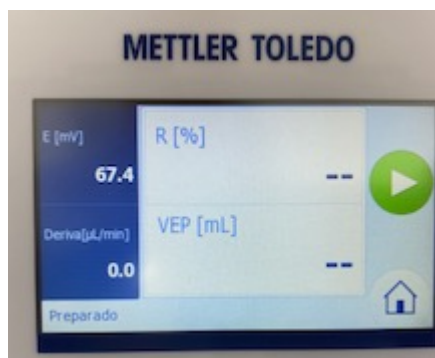 METTLER TOLEDO
E [mV]
67.4
R [%]
--
Deriva[µL/min]
0.0
VEP [mL]
--
Preparado